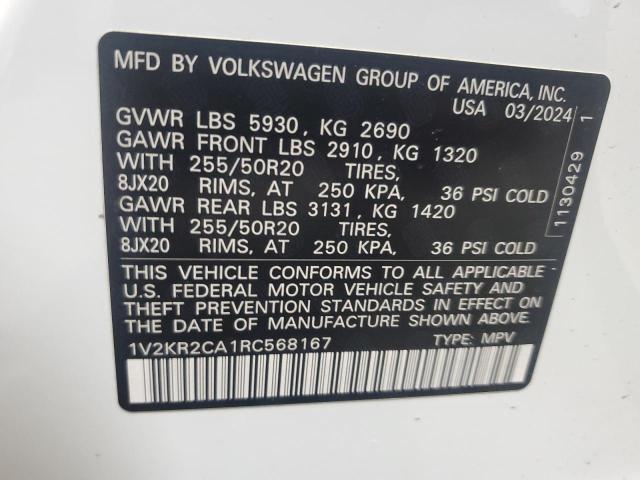 MFD BY VOLKSWAGEN GROUP OF AMERICA, INC.
USA 03/2024
GVWR LBS 5930, KG 2690
GAWR FRONT LBS 2910, KG 1320
WITH 255/50R20 TIRES,
8JX20 RIMS, AT 250 KPA, 36 PSI COLD
GAWR REAR LBS 3131, KG 1420
WITH 255/50R20 TIRES,
8JX20 RIMS, AT 250 KPA, 36 PSI COLD
THIS VEHICLE CONFORMS TO ALL APPLICABLE
U.S. FEDERAL MOTOR VEHICLE SAFETY AND
THEFT PREVENTION STANDARDS IN EFFECT ON
THE DATE OF MANUFACTURE SHOWN ABOVE.
1V2KR2CA1RC568167 TYPE: MPV
1130429 1